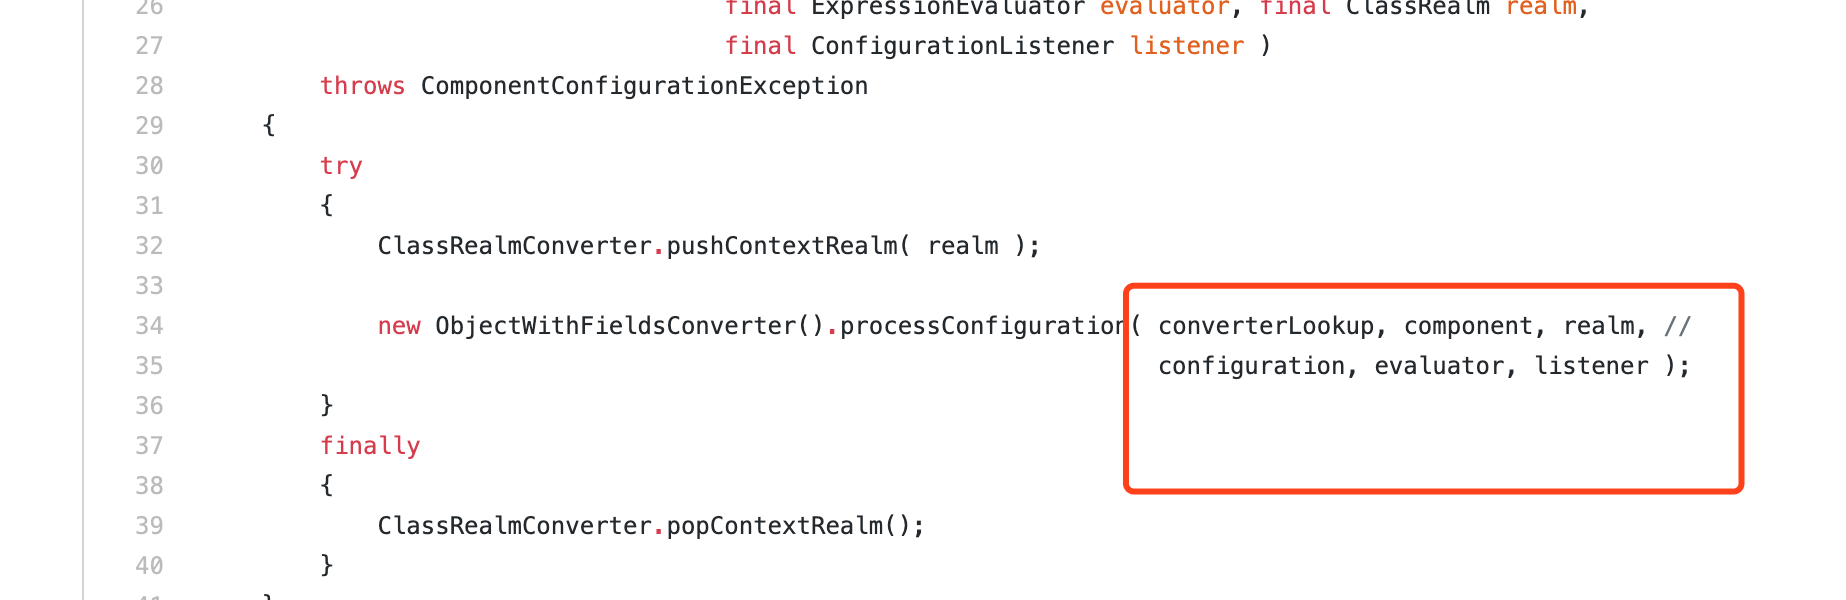 26 final ExpressionEvaluator evaluator, final ClassRealm realm,
27 final ConfigurationListener listener )
28 throws ComponentConfigurationException
29 {
30 try
31 {
32 ClassRealmConverter.pushContextRealm( realm );
33
34 new ObjectWithFieldsConverter().processConfiguration( converterLookup, component, realm, //
35 configuration, evaluator, listener );
36 }
37 finally
38 {
39 ClassRealmConverter.popContextRealm();
40 }
41 }